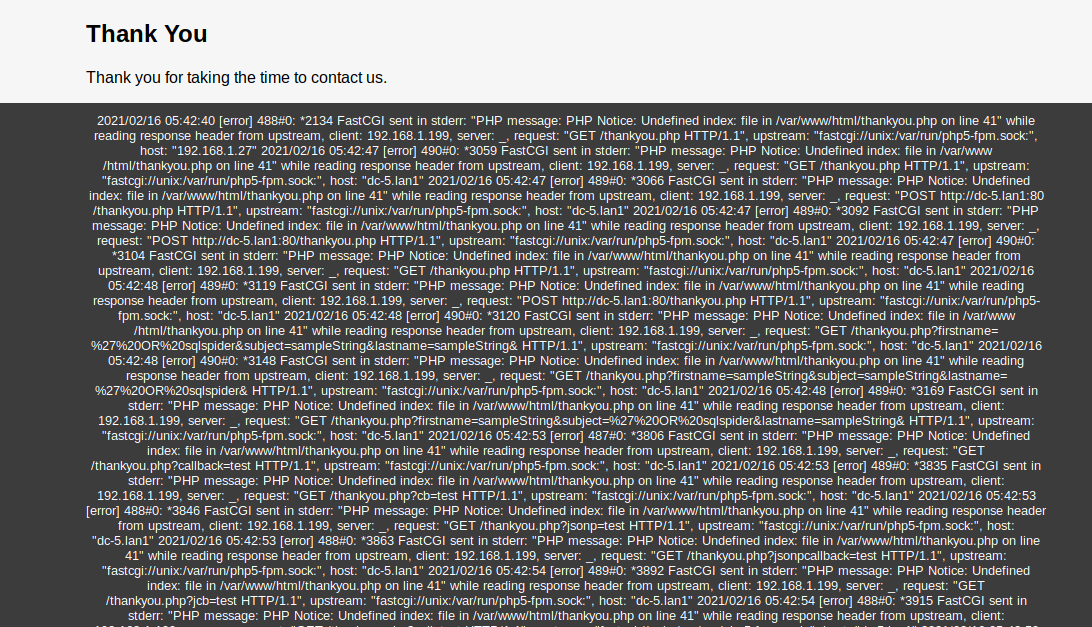 Thank You
Thank you for taking the time to contact us.
2021/02/16 05:42:40 [error] 488#0: *2134 FastCGI sent in stderr: "PHP message: PHP Notice: Undefined index: file in /var/www/html/thankyou.php on line 41" while
reading response header from upstream, client: 192.168.1.199, server: _, request: "GET /thankyou.php HTTP/1.1", upstream: "fastcgi://unix:/var/run/php5-fpm.sock:",
host: "192.168.1.27" 2021/02/16 05:42:47 [error] 490#0: *3059 FastCGI sent in stderr: "PHP message: PHP Notice: Undefined index: file in /var/www
/html/thankyou.php on line 41" while reading response header from upstream, client: 192.168.1.199, server: _, request: "GET /thankyou.php HTTP/1.1", upstream:
"fastcgi://unix:/var/run/php5-fpm.sock:", host: "dc-5.lan1" 2021/02/16 05:42:47 [error] 489#0: *3066 FastCGI sent in stderr: "PHP message: PHP Notice: Undefined
index: file in /var/www/html/thankyou.php on line 41" while reading response header from upstream, client: 192.168.1.199, server: _, request: "POST http://dc-5.lan1:80
/thankyou.php HTTP/1.1", upstream: "fastcgi://unix:/var/run/php5-fpm.sock:", host: "dc-5.lan1" 2021/02/16 05:42:47 [error] 489#0: *3092 FastCGI sent in stderr: "PHP
message: PHP Notice: Undefined index: file in /var/www/html/thankyou.php on line 41" while reading response header from upstream, client: 192.168.1.199, server: _,
request: "POST http://dc-5.lan1:80/thankyou.php HTTP/1.1", upstream: "fastcgi://unix:/var/run/php5-fpm.sock:", host: "dc-5.lan1" 2021/02/16 05:42:47 [error] 490#0:
*3104 FastCGI sent in stderr: "PHP message: PHP Notice: Undefined index: file in /var/www/html/thankyou.php on line 41" while reading response header from
upstream, client: 192.168.1.199, server: _, request: "GET /thankyou.php HTTP/1.1", upstream: "fastcgi://unix:/var/run/php5-fpm.sock:", host: "dc-5.lan1" 2021/02/16
05:42:48 [error] 489#0: *3119 FastCGI sent in stderr: "PHP message: PHP Notice: Undefined index: file in /var/www/html/thankyou.php on line 41" while reading
response header from upstream, client: 192.168.1.199, server: _, request: "POST http://dc-5.lan1:80/thankyou.php HTTP/1.1", upstream: "fastcgi://unix:/var/run/php5-
fpm.sock:", host: "dc-5.lan1" 2021/02/16 05:42:48 [error] 490#0: *3120 FastCGI sent in stderr: "PHP message: PHP Notice: Undefined index: file in /var/www
/html/thankyou.php on line 41" while reading response header from upstream, client: 192.168.1.199, server: _, request: "GET /thankyou.php?firstname=
%27%20OR%20sqlspider&subject=sampleString&lastname=sampleString& HTTP/1.1", upstream: "fastcgi://unix:/var/run/php5-fpm.sock:", host: "dc-5.lan1" 2021/02/16
05:42:48 [error] 490#0: *3148 FastCGI sent in stderr: "PHP message: PHP Notice: Undefined index: file in /var/www/html/thankyou.php on line 41" while reading
response header from upstream, client: 192.168.1.199, server: _, request: "GET /thankyou.php?firstname=sampleString&subject=sampleString&lastname=
%27%20OR%20sqlspider& HTTP/1.1", upstream: "fastcgi://unix:/var/run/php5-fpm.sock:", host: "dc-5.lan1" 2021/02/16 05:42:48 [error] 489#0: *3169 FastCGI sent in
stderr: "PHP message: PHP Notice: Undefined index: file in /var/www/html/thankyou.php on line 41" while reading response header from upstream, client:
192.168.1.199, server: _, request: "GET /thankyou.php?firstname=sampleString&subject=%27%20OR%20sqlspider&lastname=sampleString& HTTP/1.1", upstream:
"fastcgi://unix:/var/run/php5-fpm.sock:", host: "dc-5.lan1" 2021/02/16 05:42:53 [error] 487#0: *3806 FastCGI sent in stderr: "PHP message: PHP Notice: Undefined
index: file in /var/www/html/thankyou.php on line 41" while reading response header from upstream, client: 192.168.1.199, server: _, request: "GET
/thankyou.php?callback=test HTTP/1.1", upstream: "fastcgi://unix:/var/run/php5-fpm.sock:", host: "dc-5.lan1" 2021/02/16 05:42:53 [error] 489#0: *3835 FastCGI sent in
stderr: "PHP message: PHP Notice: Undefined index: file in /var/www/html/thankyou.php on line 41" while reading response header from upstream, client:
192.168.1.199, server: _, request: "GET /thankyou.php?cb=test HTTP/1.1", upstream: "fastcgi://unix:/var/run/php5-fpm.sock:", host: "dc-5.lan1" 2021/02/16 05:42:53
[error] 488#0: *3846 FastCGI sent in stderr: "PHP message: PHP Notice: Undefined index: file in /var/www/html/thankyou.php on line 41" while reading response header
from upstream, client: 192.168.1.199, server: _, request: "GET /thankyou.php?jsonp=test HTTP/1.1", upstream: "fastcgi://unix:/var/run/php5-fpm.sock:", host:
"dc-5.lan1" 2021/02/16 05:42:53 [error] 488#0: *3863 FastCGI sent in stderr: "PHP message: PHP Notice: Undefined index: file in /var/www/html/thankyou.php on line
41" while reading response header from upstream, client: 192.168.1.199, server: _, request: "GET /thankyou.php?jsonpcallback=test HTTP/1.1", upstream:
"fastcgi://unix:/var/run/php5-fpm.sock:", host: "dc-5.lan1" 2021/02/16 05:42:54 [error] 489#0: *3892 FastCGI sent in stderr: "PHP message: PHP Notice: Undefined
index: file in /var/www/html/thankyou.php on line 41" while reading response header from upstream, client: 192.168.1.199, server: _, request: "GET
/thankyou.php?jcb=test HTTP/1.1", upstream: "fastcgi://unix:/var/run/php5-fpm.sock:", host: "dc-5.lan1" 2021/02/16 05:42:54 [error] 488#0: *3915 FastCGI sent in
stderr: "PHP message: PHP Notice: Undefined index: file in /var/www/html/thankyou.php on line 41" while reading response header from upstream, client: